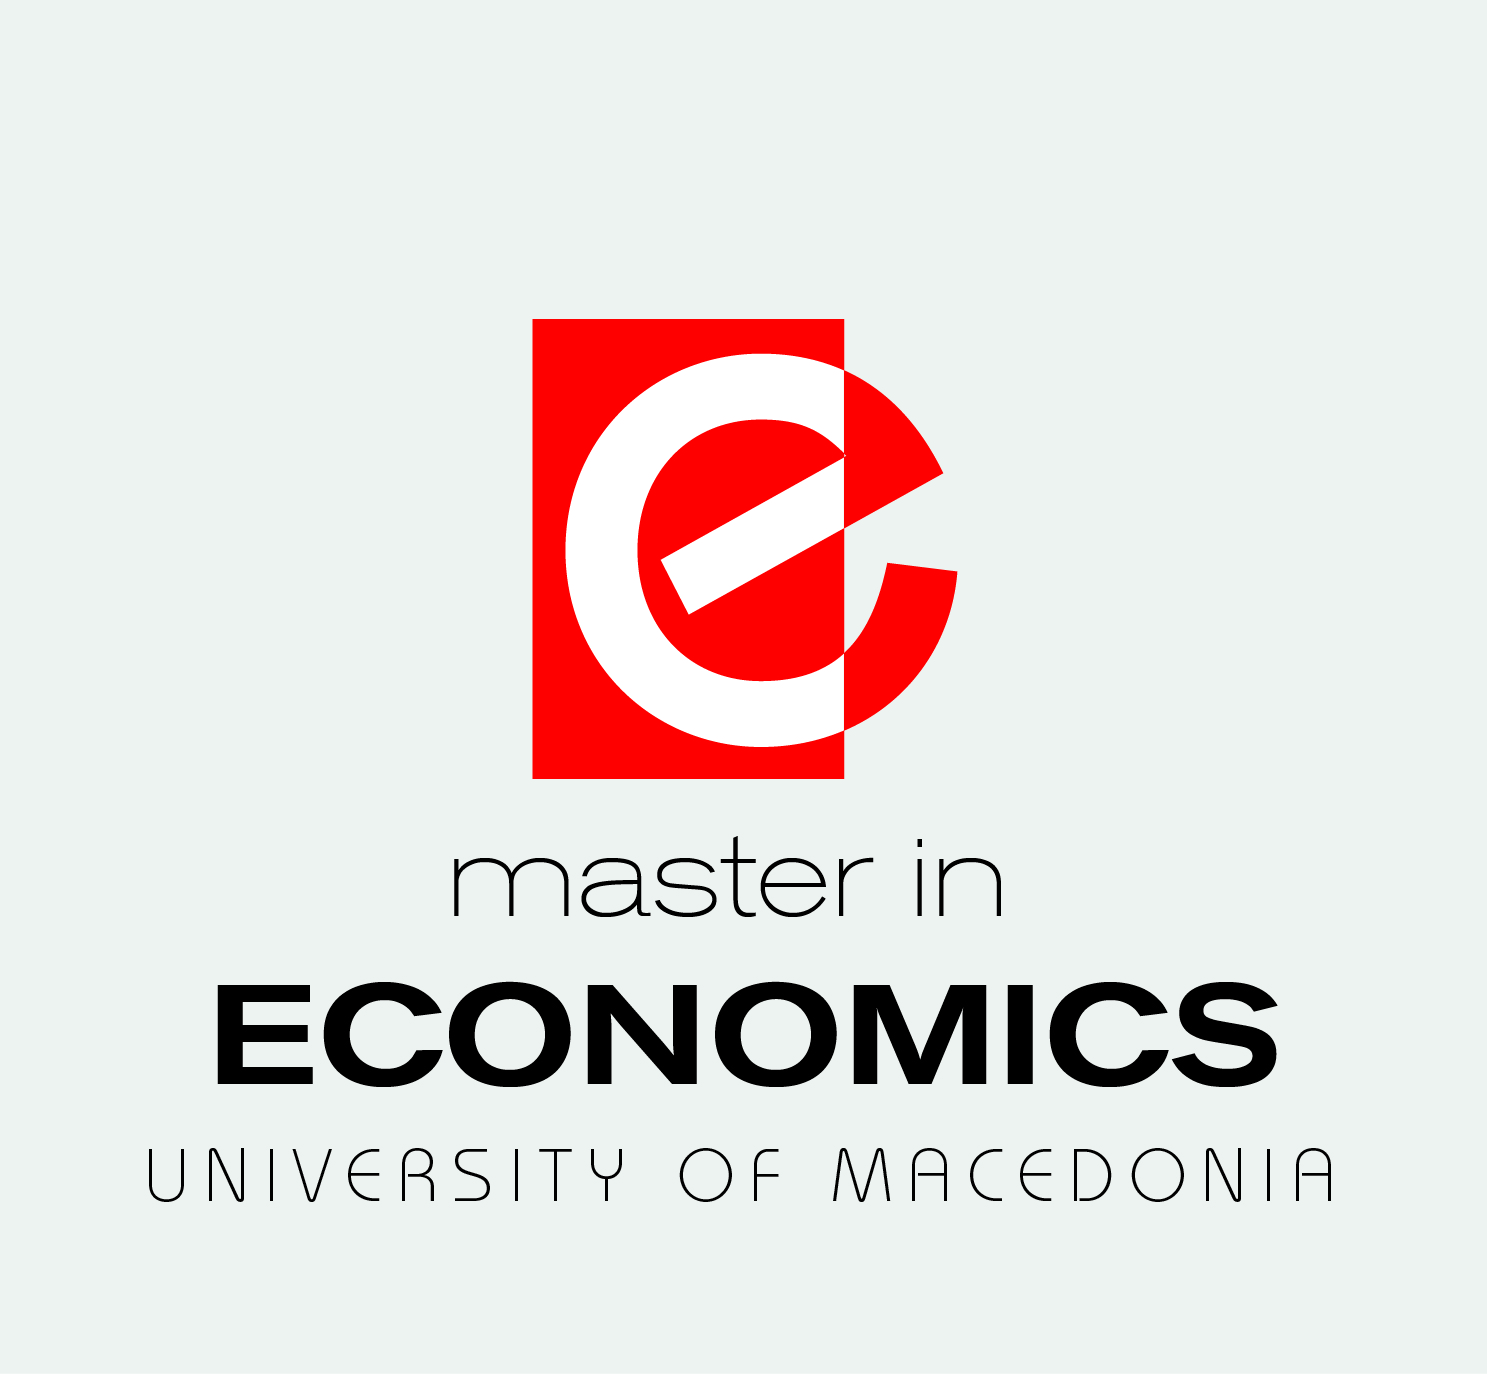 e
master in
ECONOMICS
UNIVERSITY OF MACEDONIA